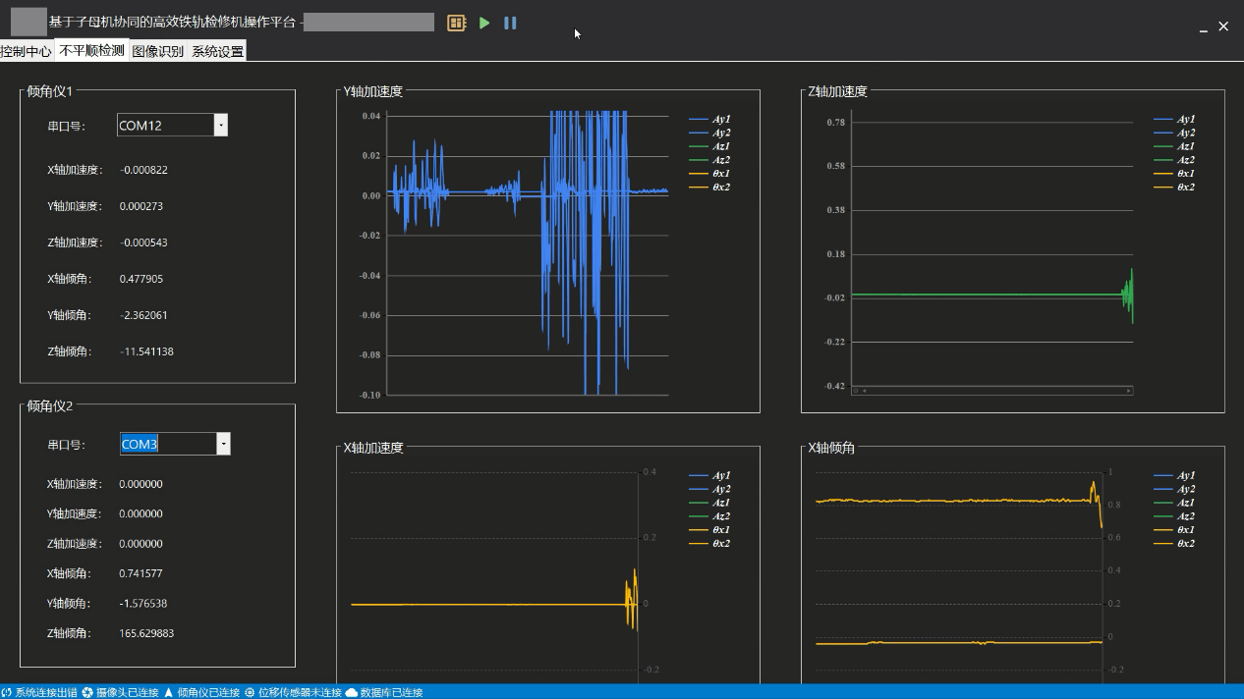 基于子母机协同的高效铁轨检修机操作平台 -
控制中心 不平顺检测 图像识别 系统设置
倾角仪1
串口号: COM12
X轴加速度: -0.000822
Y轴加速度: 0.000273
Z轴加速度: -0.000543
X轴倾角: 0.477905
Y轴倾角: -2.362061
Z轴倾角: -11.541138
倾角仪2
串口号: COM3
X轴加速度: 0.000000
Y轴加速度: 0.000000
Z轴加速度: 0.000000
X轴倾角: 0.741577
Y轴倾角: -1.576538
Z轴倾角: 165.629883
Y轴加速度
0.04
0.02
0.00
-0.02
-0.04
-0.06
-0.08
-0.10
Ay1
Ay2
Az1
Az2
θx1
θx2
Z轴加速度
0.78
0.58
0.38
0.18
-0.02
-0.22
-0.42
Ay1
Ay2
Az1
Az2
θx1
θx2
X轴加速度
0.4
0.2
0
-0.2
Ay1
Ay2
Az1
Az2
θx1
θx2
X轴倾角
1
0.8
0.6
0.4
0.2
0
-0.2
Ay1
Ay2
Az1
Az2
θx1
θx2
系统连接出错 摄像头已连接 倾角仪已连接 位移传感器未连接 数据库已连接